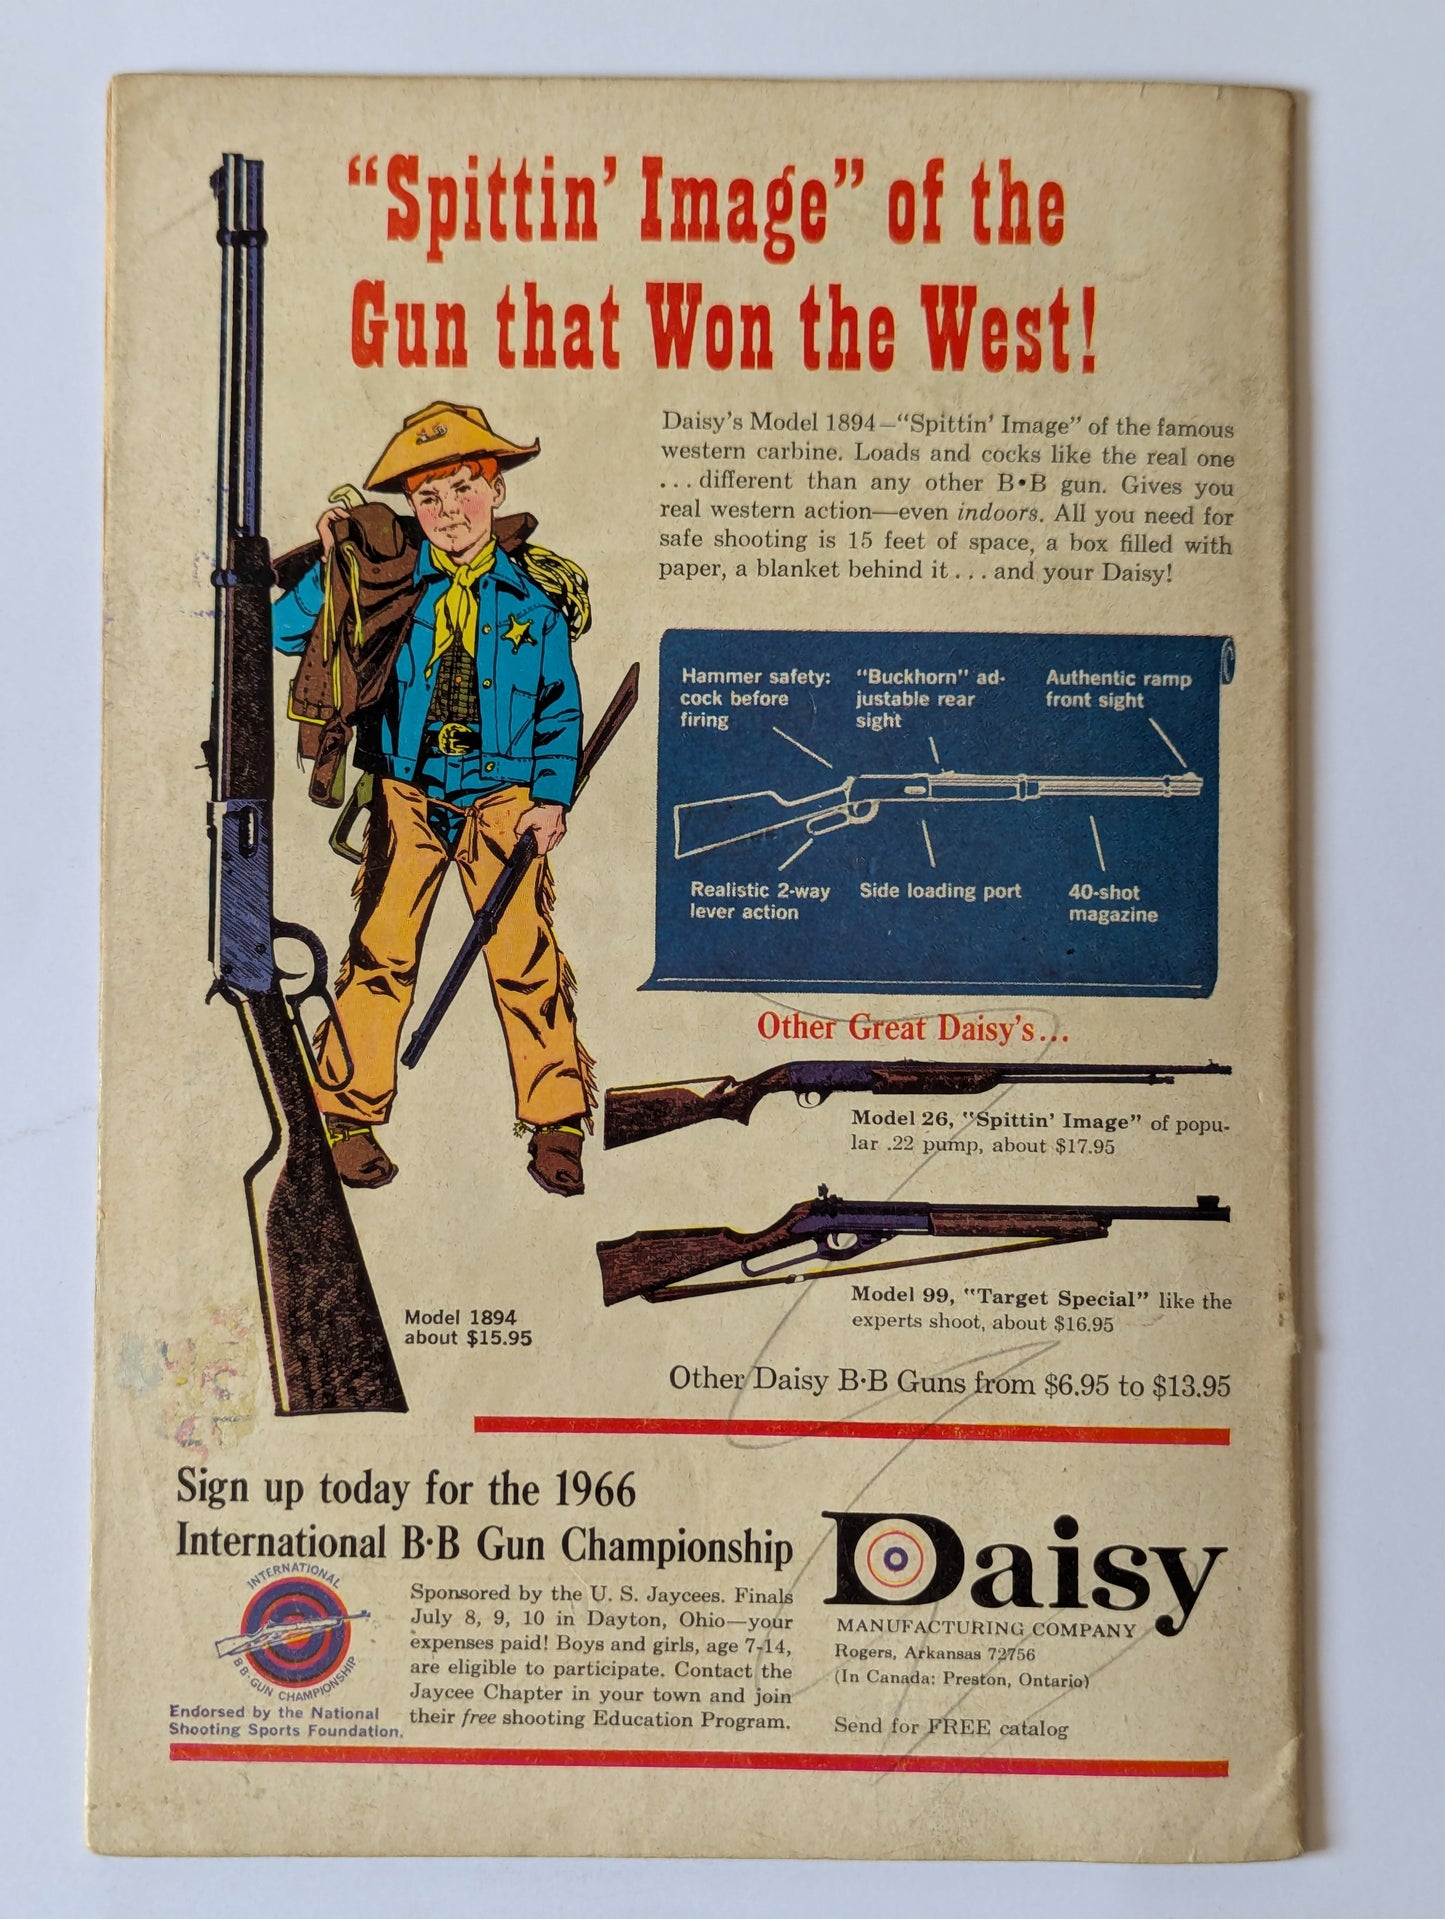 “Spittin’ Image” of the
Gun that Won the West!
Daisy’s Model 1894—“Spittin’ Image” of the famous
western carbine. Loads and cocks like the real one
...different than any other B•B gun. Gives you
real western action—even indoors. All you need for
safe shooting is 15 feet of space, a box filled with
paper, a blanket behind it...and your Daisy!
Hammer safety:
cock before
firing
“Buckhorn” ad-
justable rear
sight
Authentic ramp
front sight
Realistic 2-way
lever action
Side loading port
40-shot
magazine
Other Great Daisy’s...
Model 26, “Spittin’ Image” of popu-
lar .22 pump, about $17.95
Model 99, “Target Special” like the
experts shoot, about $16.95
Model 1894
about $15.95
Other Daisy B·B Guns from $6.95 to $13.95
Sign up today for the 1966
International B·B Gun Championship
INTERNATIONAL
B·B·GUN CHAMPIONSHIP
Endorsed by the National
Shooting Sports Foundation.
Sponsored by the U. S. Jaycees. Finals
July 8, 9, 10 in Dayton, Ohio—your
expenses paid! Boys and girls, age 7-14,
are eligible to participate. Contact the
Jaycee Chapter in your town and join
their free shooting Education Program.
Daisy
MANUFACTURING COMPANY
Rogers, Arkansas 72756
(In Canada: Preston, Ontario)
Send for FREE catalog